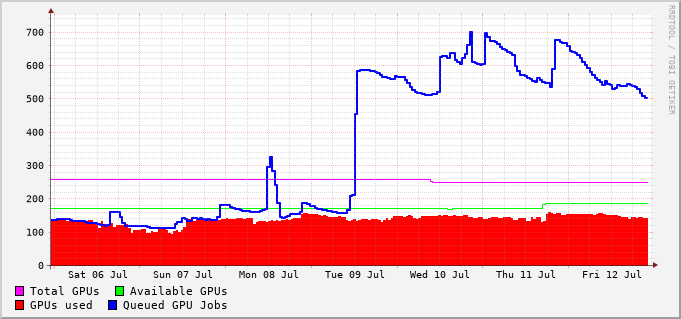 RRDTOOL / TOBI OETIKER
700
600
500
400
300
200
100
0
Sat 06 Jul Sun 07 Jul Mon 08 Jul Tue 09 Jul Wed 10 Jul Thu 11 Jul Fri 12 Jul
Total GPUs Available GPUs
GPUs used Queued GPU Jobs